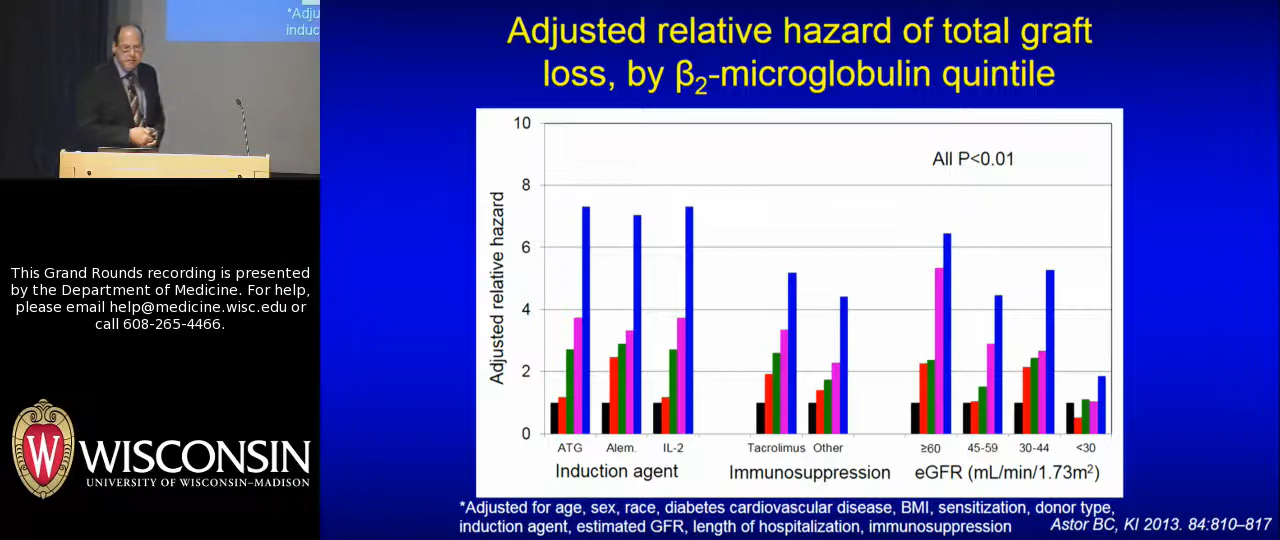 *Adju
induc
This Grand Rounds recording is presented
by the Department of Medicine. For help,
please email help@medicine.wisc.edu or
call 608-265-4466.
W
WISCONSIN
UNIVERSITY OF WISCONSIN–MADISON
Adjusted relative hazard of total graft
loss, by β2-microglobulin quintile
Adjusted relative hazard
10
8
6
4
2
0
All P<0.01
ATG Alem. IL-2 Tacrolimus Other ≥60 45-59 30-44 <30
Induction agent Immunosuppression eGFR (mL/min/1.73m²)
*Adjusted for age, sex, race, diabetes cardiovascular disease, BMI, sensitization, donor type,
induction agent, estimated GFR, length of hospitalization, immunosuppression
Astor BC, KI 2013. 84:810–817